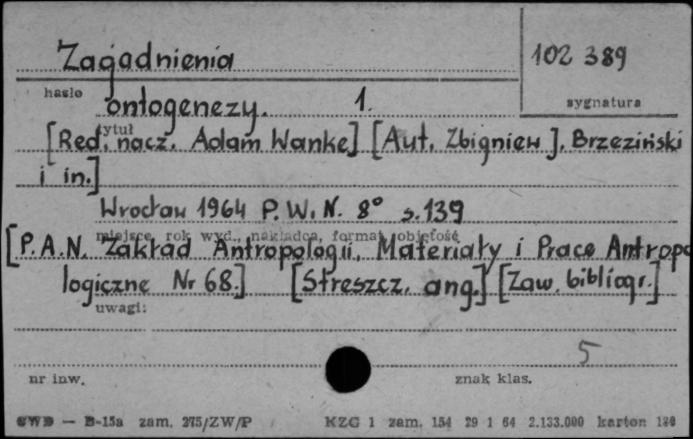 Zagadnienia
102 389
hasło
sygnatura
ontogenezy. 1.
tytuł
[Red. nacz. Adam Wanke] [Aut. Zbigniew]. Brzeziński
i in.]
Wrocław 1964 P.W.N. 8° s.139
miejsce, rok wyd., nakładca, format, objętość
[P.A.N. Zakład Antropologii, Materiały i Prace Antropo
logiczne Nr 68.] [Streszcz. ang.] [Zaw. bibliogr.]
uwagi:
5
nr inw.
znak klas.
CWD — B-15a zam. 275/ZW/P
KZG 1 zam. 154 29 1 64 2.133.000 karton 120